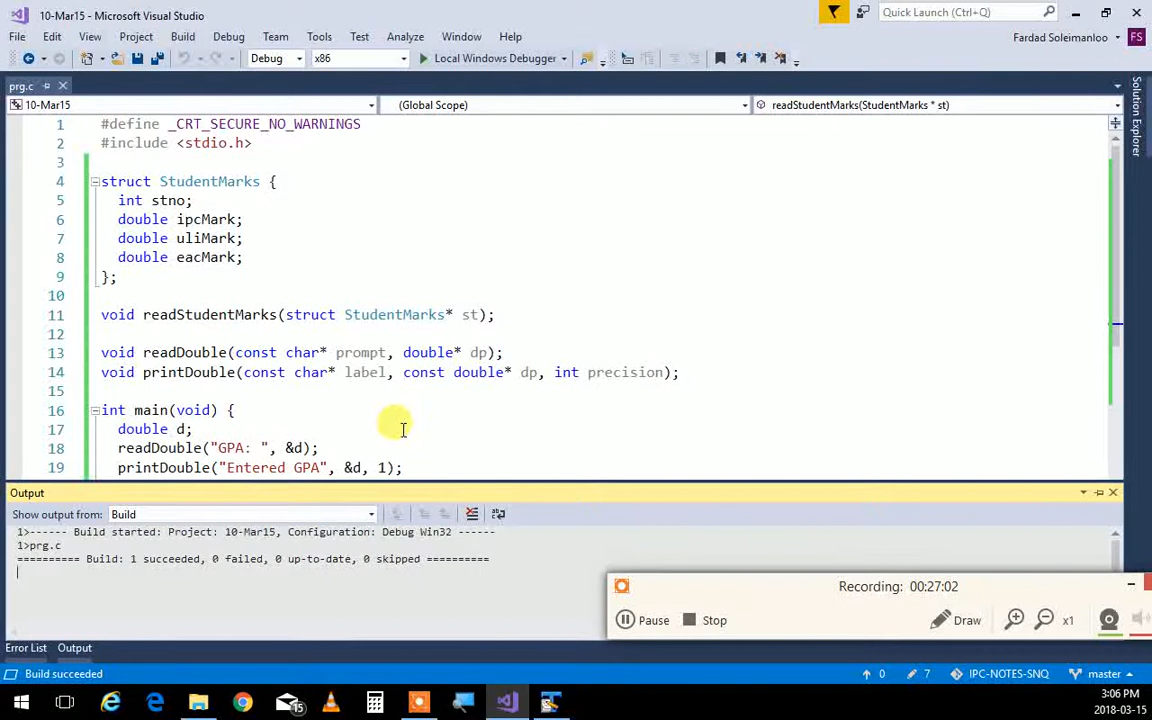 10-Mar15 - Microsoft Visual Studio
Quick Launch (Ctrl+Q)
File Edit View Project Build Debug Team Tools Test Analyze Window Help
Fardad Soleimanloo FS
Debug x86 Local Windows Debugger
prg.c
10-Mar15 (Global Scope) readStudentMarks(StudentMarks * st)
1 #define _CRT_SECURE_NO_WARNINGS
2 #include <stdio.h>
3
4 struct StudentMarks {
5 int stno;
6 double ipcMark;
7 double uliMark;
8 double eacMark;
9 };
10
11 void readStudentMarks(struct StudentMarks* st);
12
13 void readDouble(const char* prompt, double* dp);
14 void printDouble(const char* label, const double* dp, int precision);
15
16 int main(void) {
17 double d;
18 readDouble("GPA: ", &d);
19 printDouble("Entered GPA", &d, 1);
Solution Explorer
Output
Show output from: Build
1>------ Build started: Project: 10-Mar15, Configuration: Debug Win32 ------
1>prg.c
========== Build: 1 succeeded, 0 failed, 0 up-to-date, 0 skipped ==========
Recording: 00:27:02
Pause Stop Draw x1
Error List Output
Build succeeded 0 7 IPC-NOTES-SNQ master
15
3:06 PM
2018-03-15